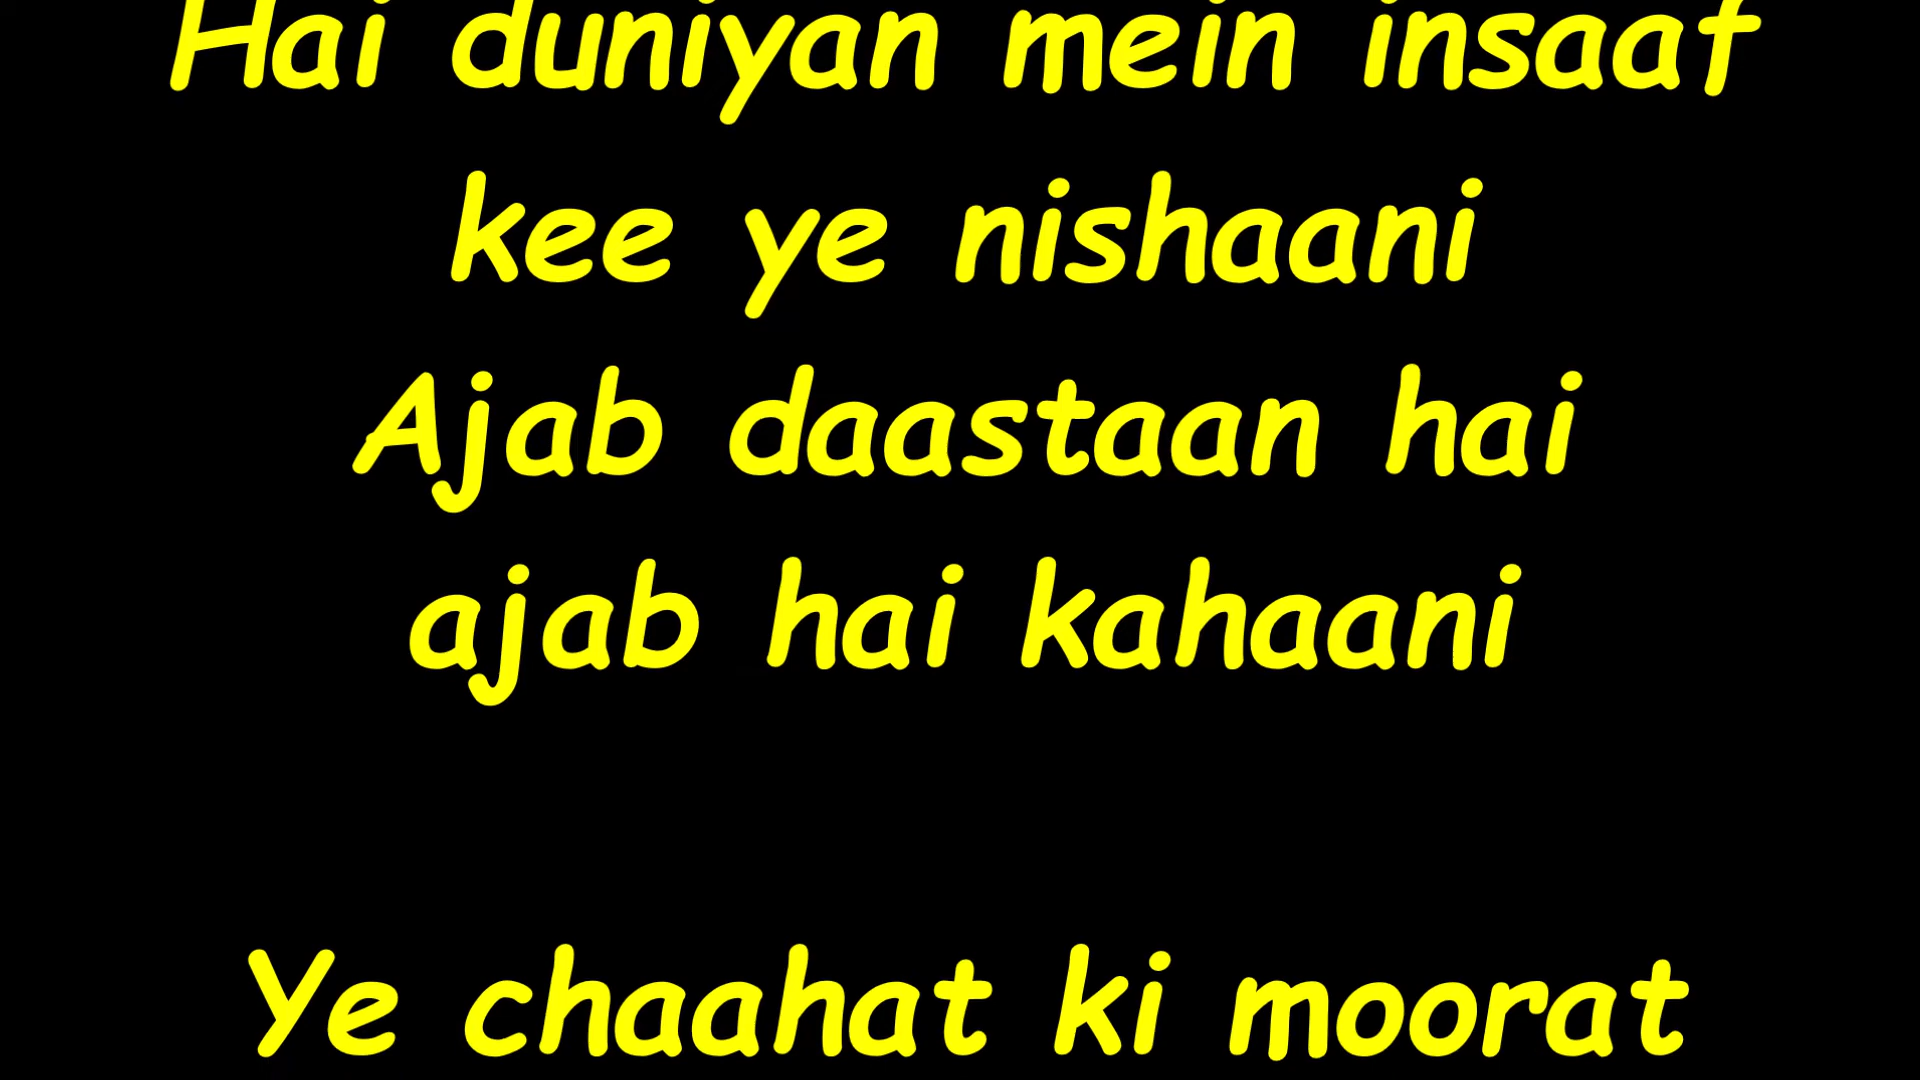 Hai duniyan mein insaaf
kee ye nishaani
Ajab daastaan hai
ajab hai kahaani
Ye chaahat ki moorat